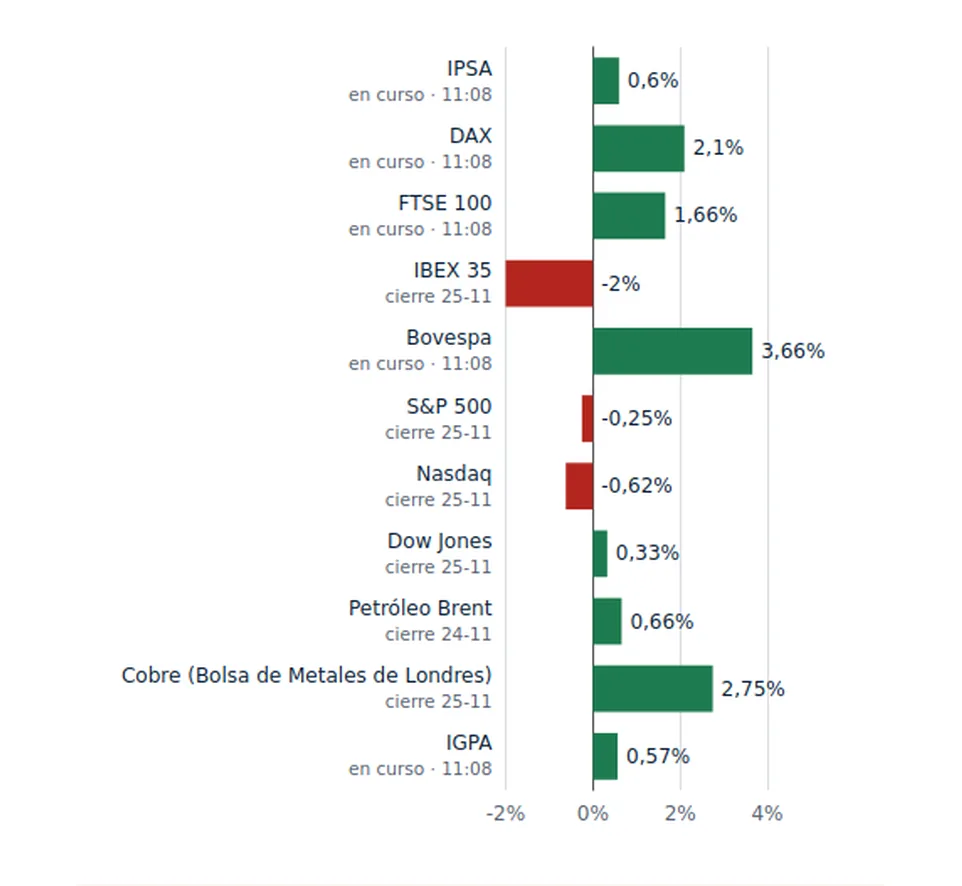 IPSA
en curso · 11:08
0,6%
DAX
en curso · 11:08
2,1%
FTSE 100
en curso · 11:08
1,66%
IBEX 35
cierre 25-11
-2%
Bovespa
en curso · 11:08
3,66%
S&P 500
cierre 25-11
-0,25%
Nasdaq
cierre 25-11
-0,62%
Dow Jones
cierre 25-11
0,33%
Petróleo Brent
cierre 24-11
0,66%
Cobre (Bolsa de Metales de Londres)
cierre 25-11
2,75%
IGPA
en curso · 11:08
0,57%
-2% 0% 2% 4%